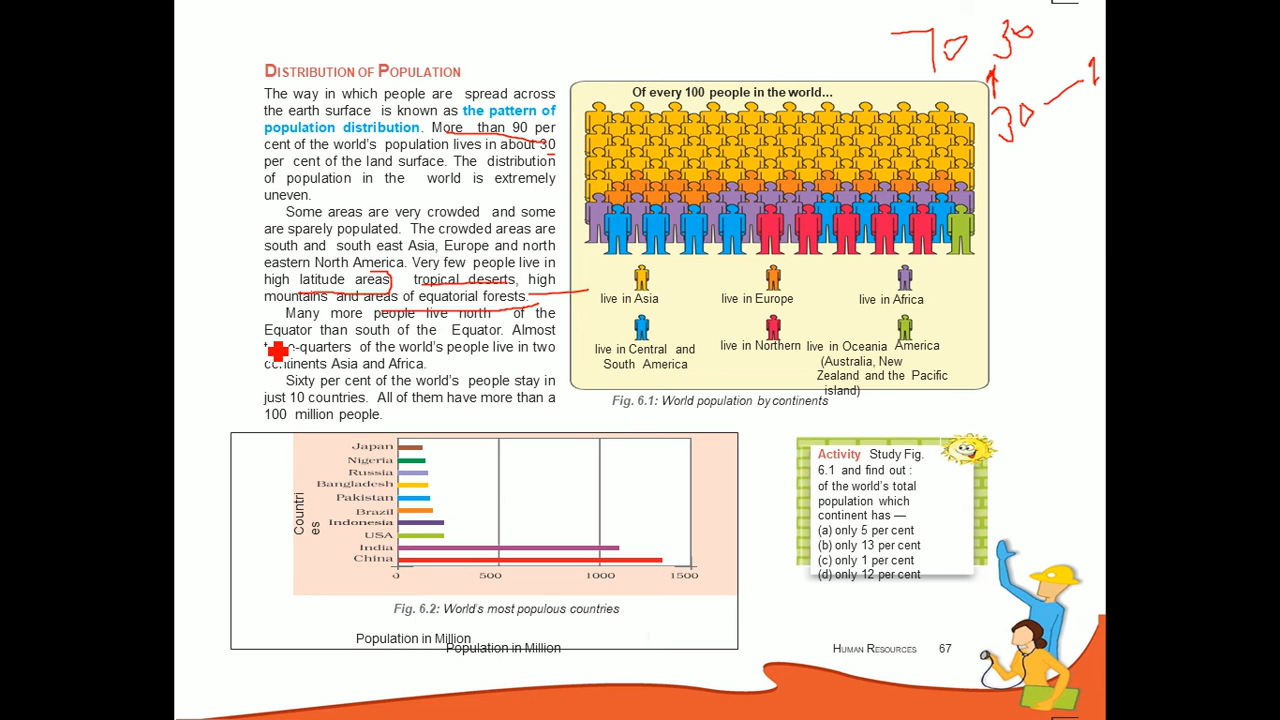 70 30
30
DISTRIBUTION OF POPULATION
The way in which people are spread across
the earth surface is known as the pattern of
population distribution. More than 90 per
cent of the world's population lives in about 30
per cent of the land surface. The distribution
of population in the world is extremely
uneven.
Some areas are very crowded and some
are sparely populated. The crowded areas are
south and south east Asia, Europe and north
eastern North America. Very few people live in
high latitude areas tropical deserts, high
mountains and areas of equatorial forests.
Many more people live north of the
Equator than south of the Equator. Almost
-quarters of the world's people live in two
continents Asia and Africa.
Sixty per cent of the world's people stay in
just 10 countries. All of them have more than a
100 million people.
Of every 100 people in the world...
live in Asia
live in Europe
live in Africa
live in Central and
South America
live in Northern
live in Oceania America
(Australia, New
Zealand and the Pacific
island)
Fig. 6.1: World population by continents
Countri
es
Japan
Nigeria
Russia
Bangladesh
Pakistan
Brazil
Indonesia
USA
India
China
0 500 1000 1500
Fig. 6.2: World's most populous countries
Population in Million
Population in Million
Activity Study Fig.
6.1 and find out :
of the world's total
population which
continent has —
(a) only 5 per cent
(b) only 13 per cent
(c) only 1 per cent
(d) only 12 per cent
HUMAN RESOURCES 67